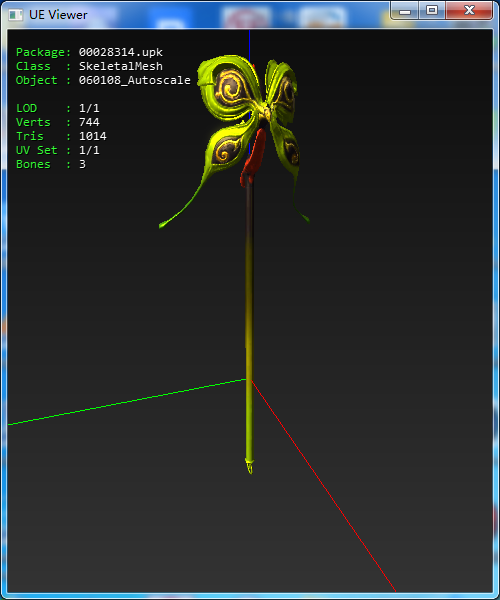 UE Viewer
Package: 00028314.upk
Class : SkeletalMesh
Object : 060108_Autoscale
LOD : 1/1
Verts : 744
Tris : 1014
UV Set : 1/1
Bones : 3